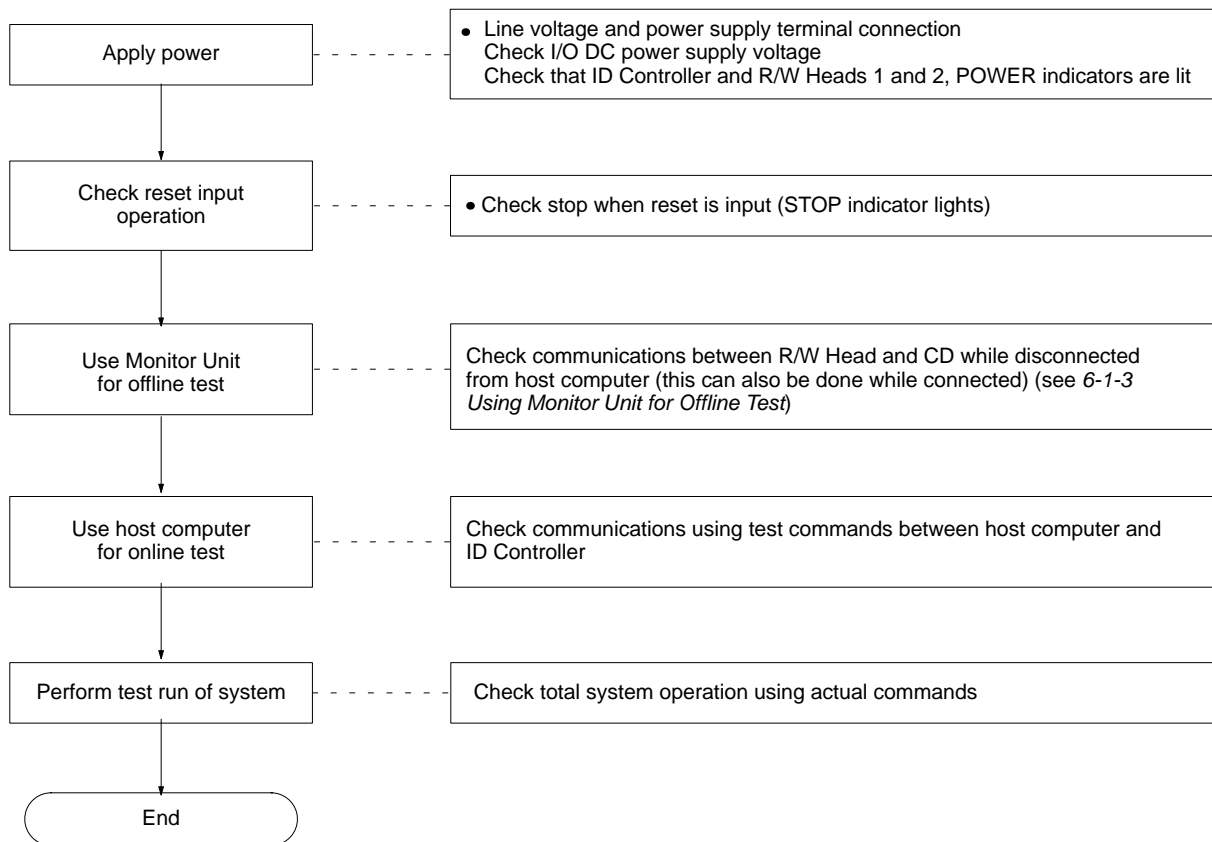 Apply power
• Line voltage and power supply terminal connection
Check I/O DC power supply voltage
Check that ID Controller and R/W Heads 1 and 2, POWER indicators are lit
Check reset input
operation
• Check stop when reset is input (STOP indicator lights)
Use Monitor Unit
for offline test
Check communications between R/W Head and CD while disconnected
from host computer (this can also be done while connected) (see 6-1-3
Using Monitor Unit for Offline Test)
Use host computer
for online test
Check communications using test commands between host computer and
ID Controller
Perform test run of system
Check total system operation using actual commands
End